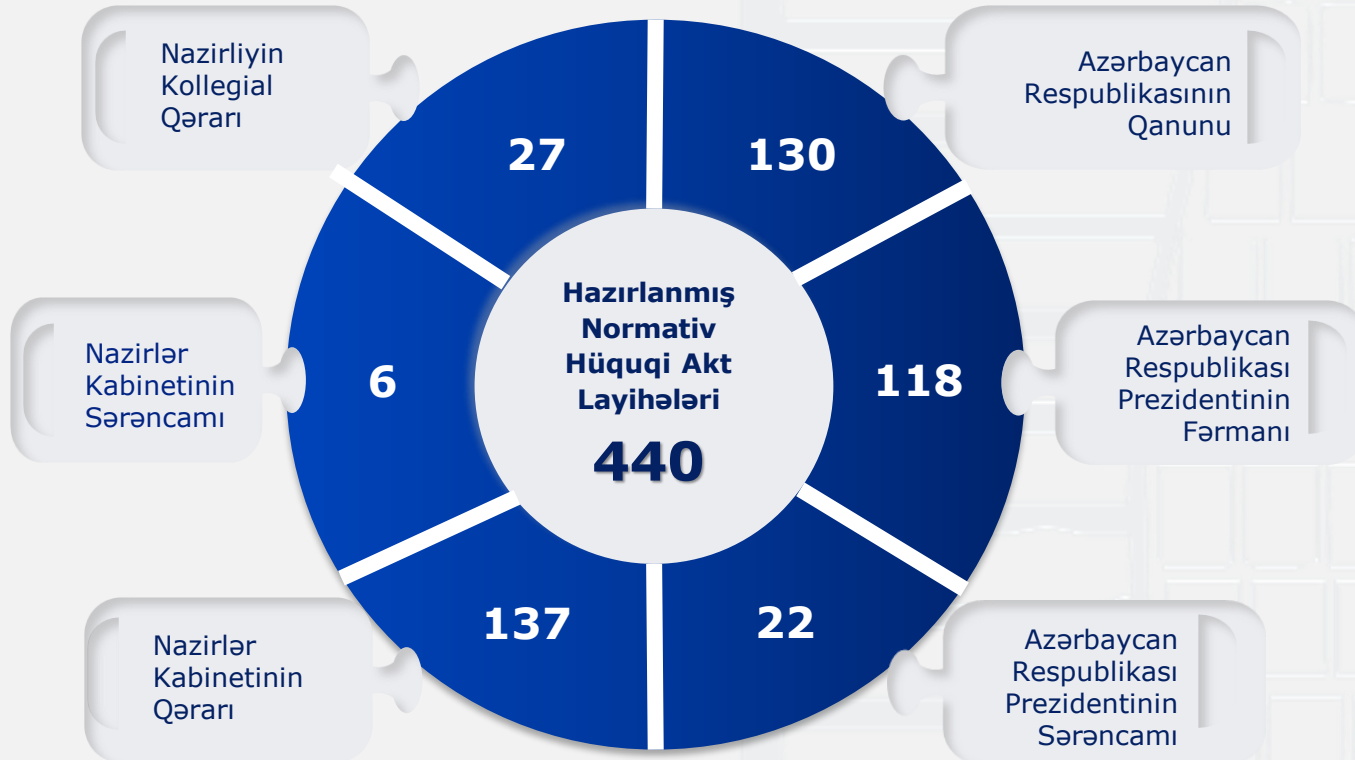 Nazirliyin
Kollegial
Qərarı
27
130
Azərbaycan
Respublikasının
Qanunu
Hazırlanmış
Normativ
Hüquqi Akt
Layihələri
440
Nazirlər
Kabinetinin
Sərəncamı
6
118
Azərbaycan
Respublikası
Prezidentinin
Fərmanı
Nazirlər
Kabinetinin
Qərarı
137
22
Azərbaycan
Respublikası
Prezidentinin
Sərəncamı